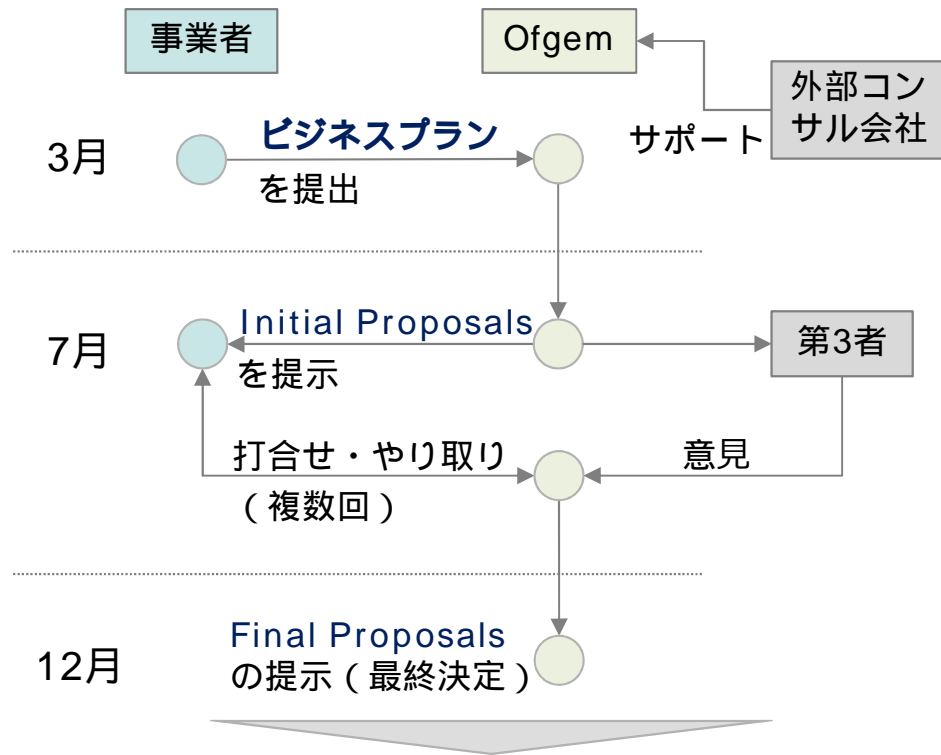 事業者
Ofgem
外部コン
サル会社
サポート
3月
ビジネスプラン
を提出
7月
Initial Proposals
を提示
第3者
打合せ・やり取り
(複数回)
意見
12月
Final Proposals
の提示(最終決定)